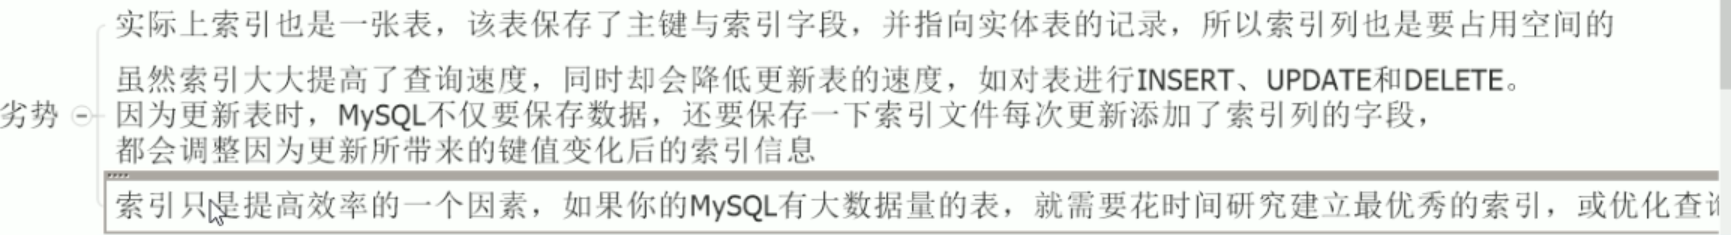 实际上索引也是一张表，该表保存了主键与索引字段，并指向实体表的记录，所以索引列也是要占用空间的
虽然索引大大提高了查询速度，同时却会降低更新表的速度，如对表进行INSERT、UPDATE和DELETE。
劣势
因为更新表时，MySQL不仅要保存数据，还要保存一下索引文件每次更新添加了索引列的字段，
都会调整因为更新所带来的键值变化后的索引信息
索引只是提高效率的一个因素，如果你的MySQL有大数据量的表，就需要花时间研究建立最优秀的索引，或优化查